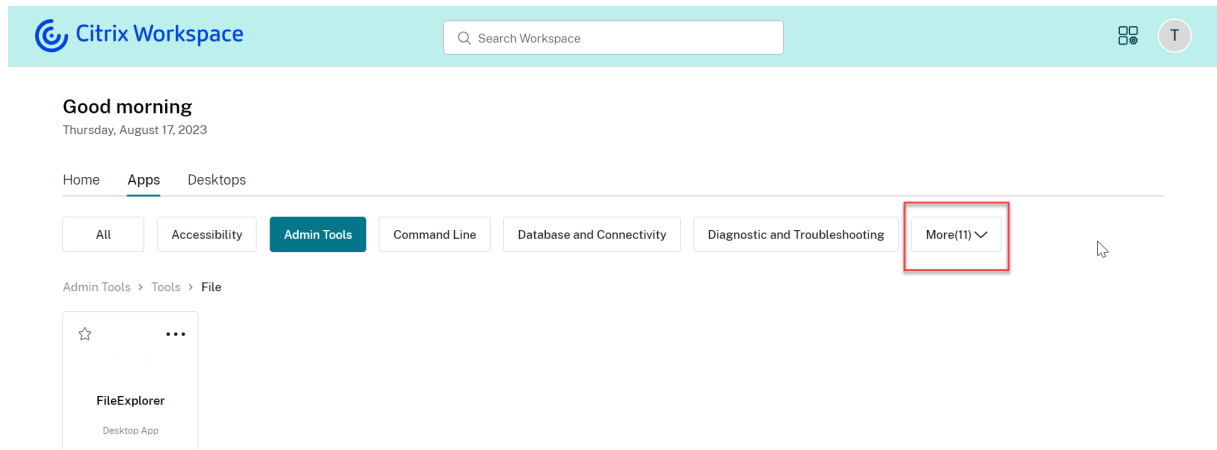 Citrix Workspace
Search Workspace
T
Good morning
Thursday, August 17, 2023
Home Apps Desktops
All Accessibility Admin Tools Command Line Database and Connectivity Diagnostic and Troubleshooting More(11)
Admin Tools > Tools > File
FileExplorer
Desktop App